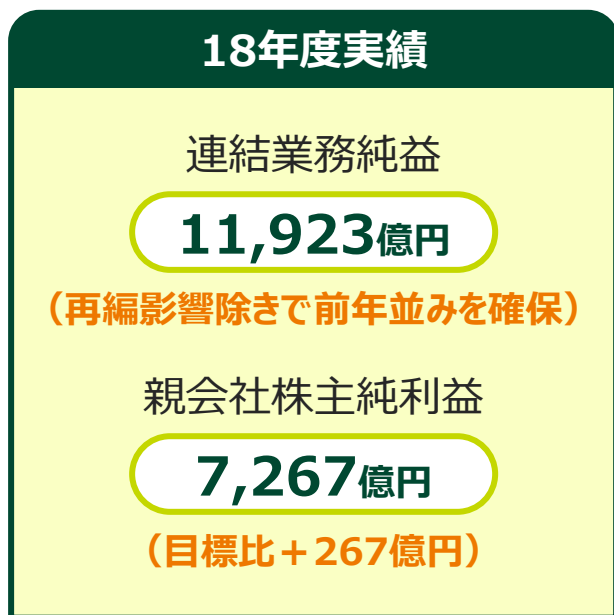 18年度実績
連結業務純益
11,923億円
（再編影響除きで前年並みを確保）
親会社株主純利益
7,267億円
（目標比＋267億円）